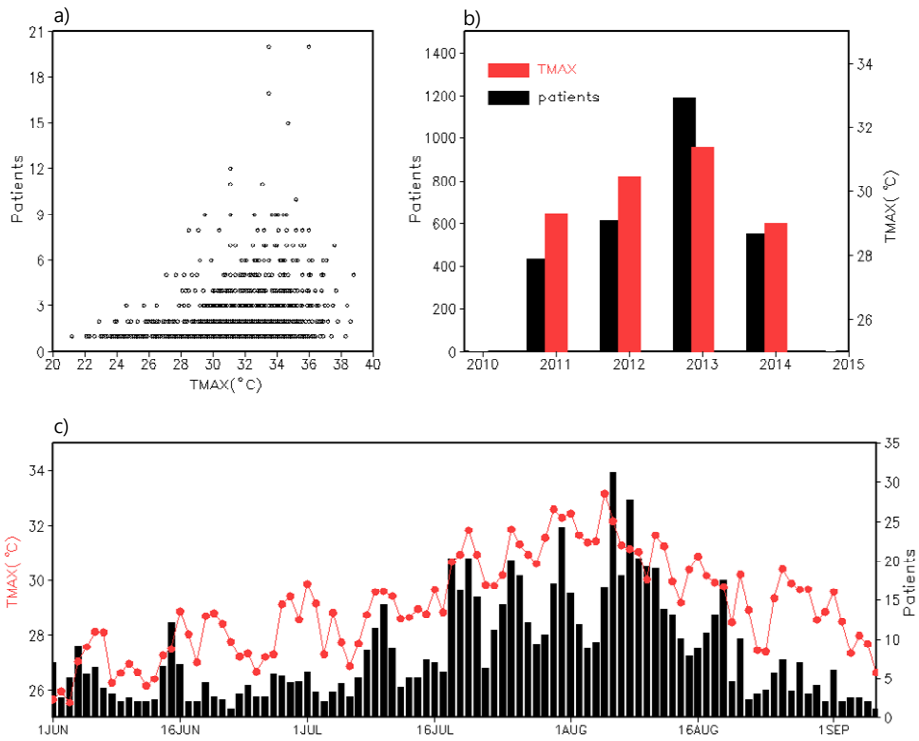 a)
Patients
21
18
15
12
9
6
3
0
20 22 24 26 28 30 32 34 36 38 40
TMAX(°C)
b)
Patients
1400
1200
1000
800
600
400
200
0
TMAX
patients
34
32
30
28
26
TMAX(°C)
2010 2011 2012 2013 2014 2015
c)
TMAX(°C)
34
32
30
28
26
35
30
25
20
15
10
5
0
Patients
1JUN 16JUN 1JUL 16JUL 1AUG 16AUG 1SEP